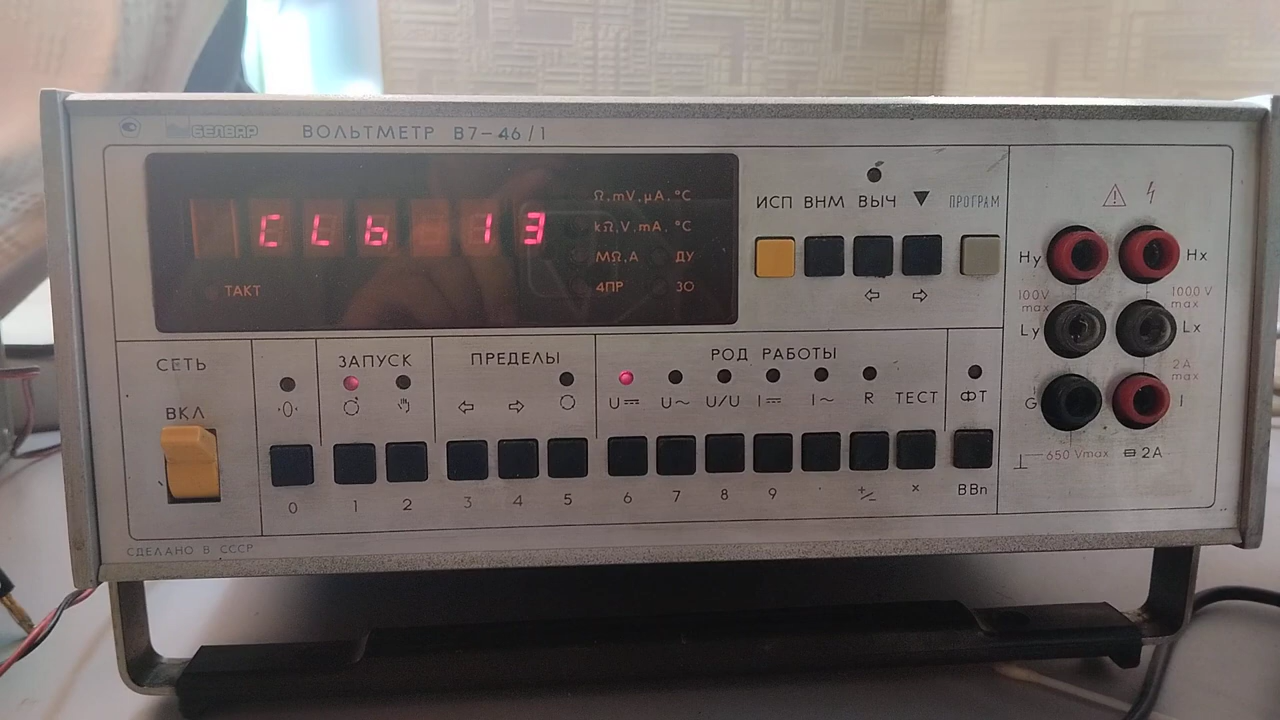 БЕЛВАР ВОЛЬТМЕТР В7-46/1
CLb 13
Ω.mV,μA.°C
kΩ,V.mA.°C
MΩ,A ДУ
4ПР ЗО
ТАКТ
ИСП ВНМ ВЫЧ ▼ ПРОГРАМ
⇦ ⇨
Hy Hx
100V max 1000 V max
Ly Lx
2A max
G I
⊥ 650 Vmax 2A
СЕТЬ
ВКЛ
ЗАПУСК
ПРЕДЕЛЫ
РОД РАБОТЫ
·0· ⇦ ⇨ U⎓ U~ U/U I⎓ I~ R ТЕСТ ФТ
0 1 2 3 4 5 6 7 8 9 . +/- × ВВп
СДЕЛАНО В СССР